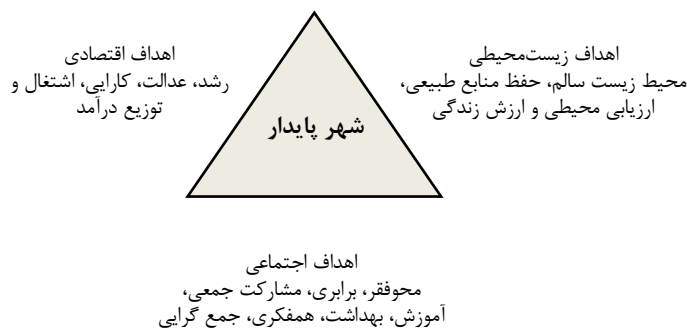 اهداف زیست‌محیطی
محیط زیست سالم، حفظ منابع طبیعی،
ارزیابی محیطی و ارزش زندگی
اهداف اقتصادی
رشد، عدالت، کارایی، اشتغال و
توزیع درآمد
شهر پایدار
اهداف اجتماعی
محوفقر، برابری، مشارکت جمعی،
آموزش، بهداشت، همفکری، جمع گرایی